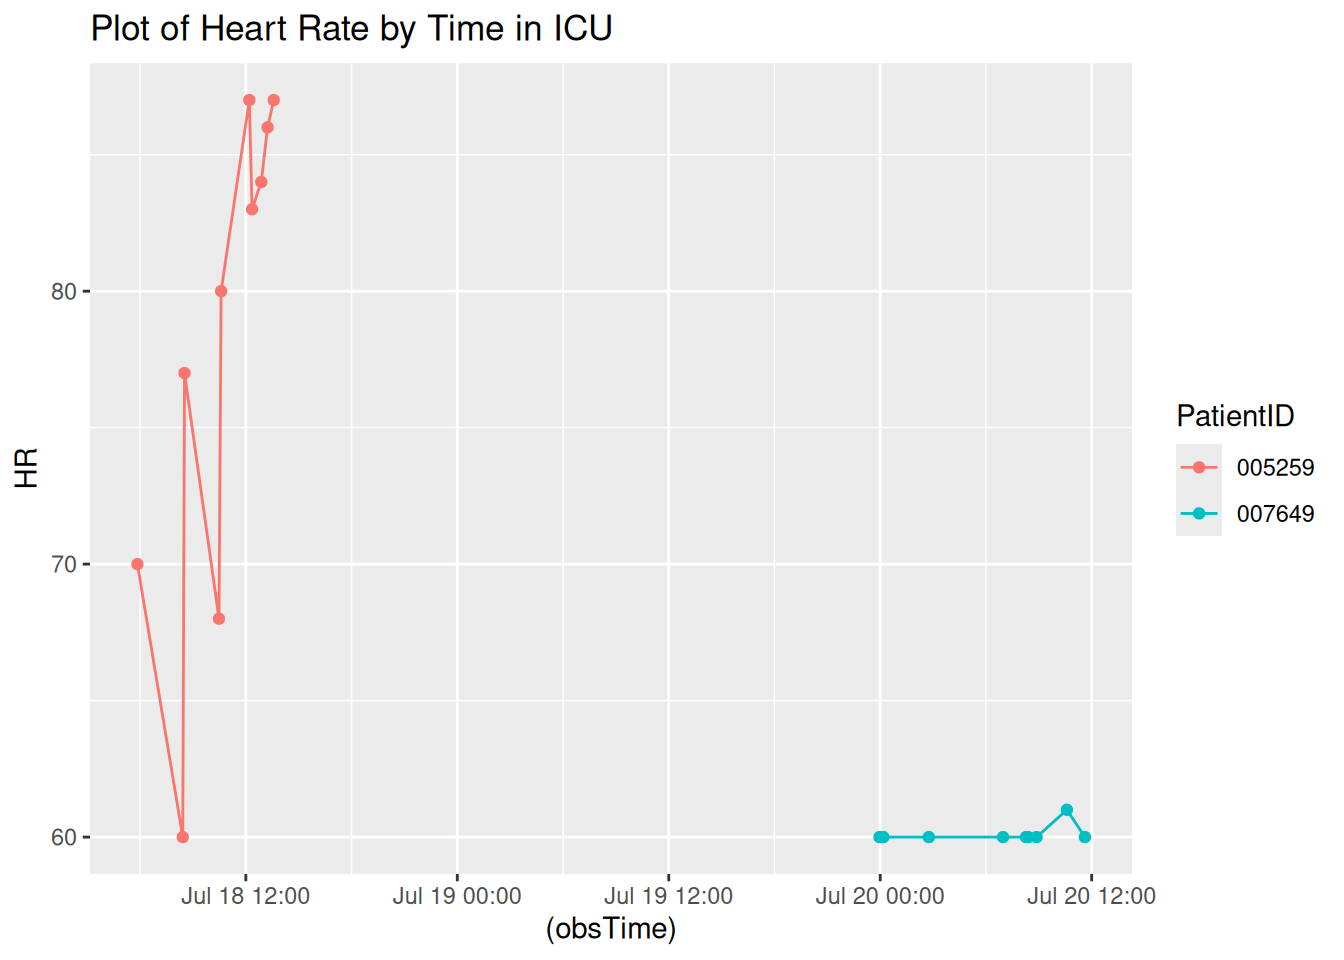 Plot of Heart Rate by Time in ICU
HR
80
70
60
Jul 18 12:00
Jul 19 00:00
Jul 19 12:00
Jul 20 00:00
Jul 20 12:00
(obsTime)
PatientID
005259
007649